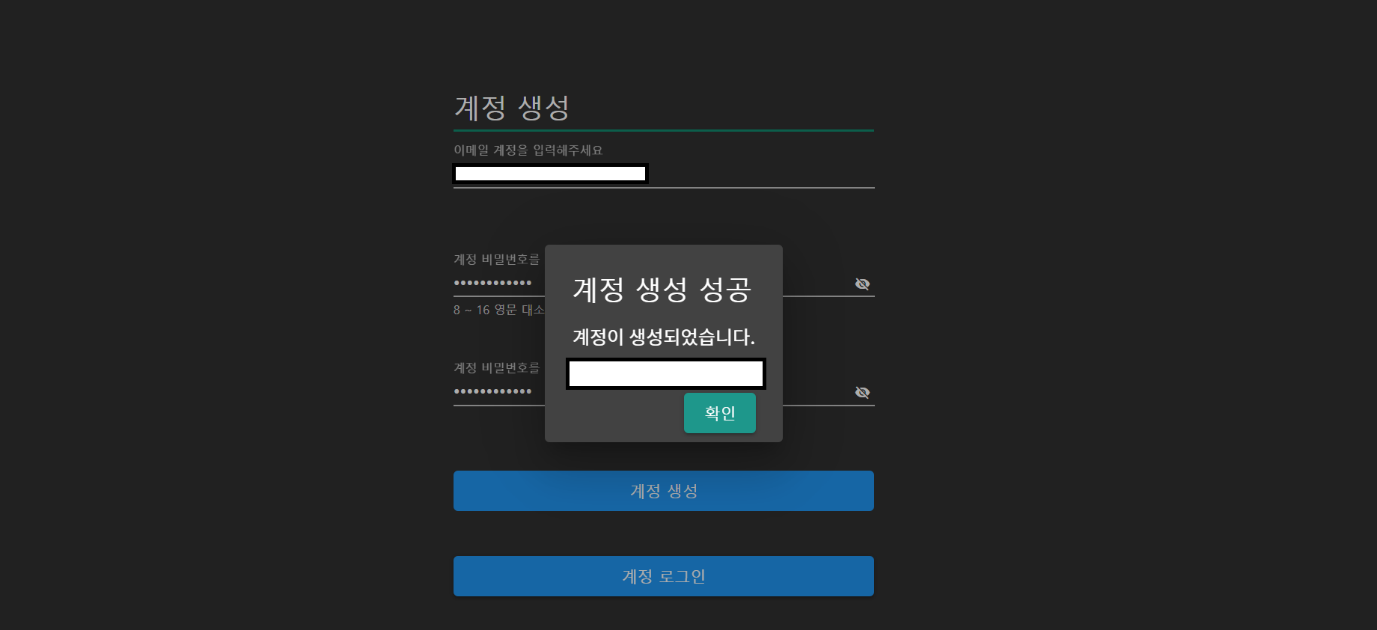 계정 생성
이메일 계정을 입력해주세요
계정 비밀번호를
••••••••••••
8 ~ 16 영문 대소
계정 비밀번호를
••••••••••••
계정 생성 성공
계정이 생성되었습니다.
확인
계정 생성
계정 로그인